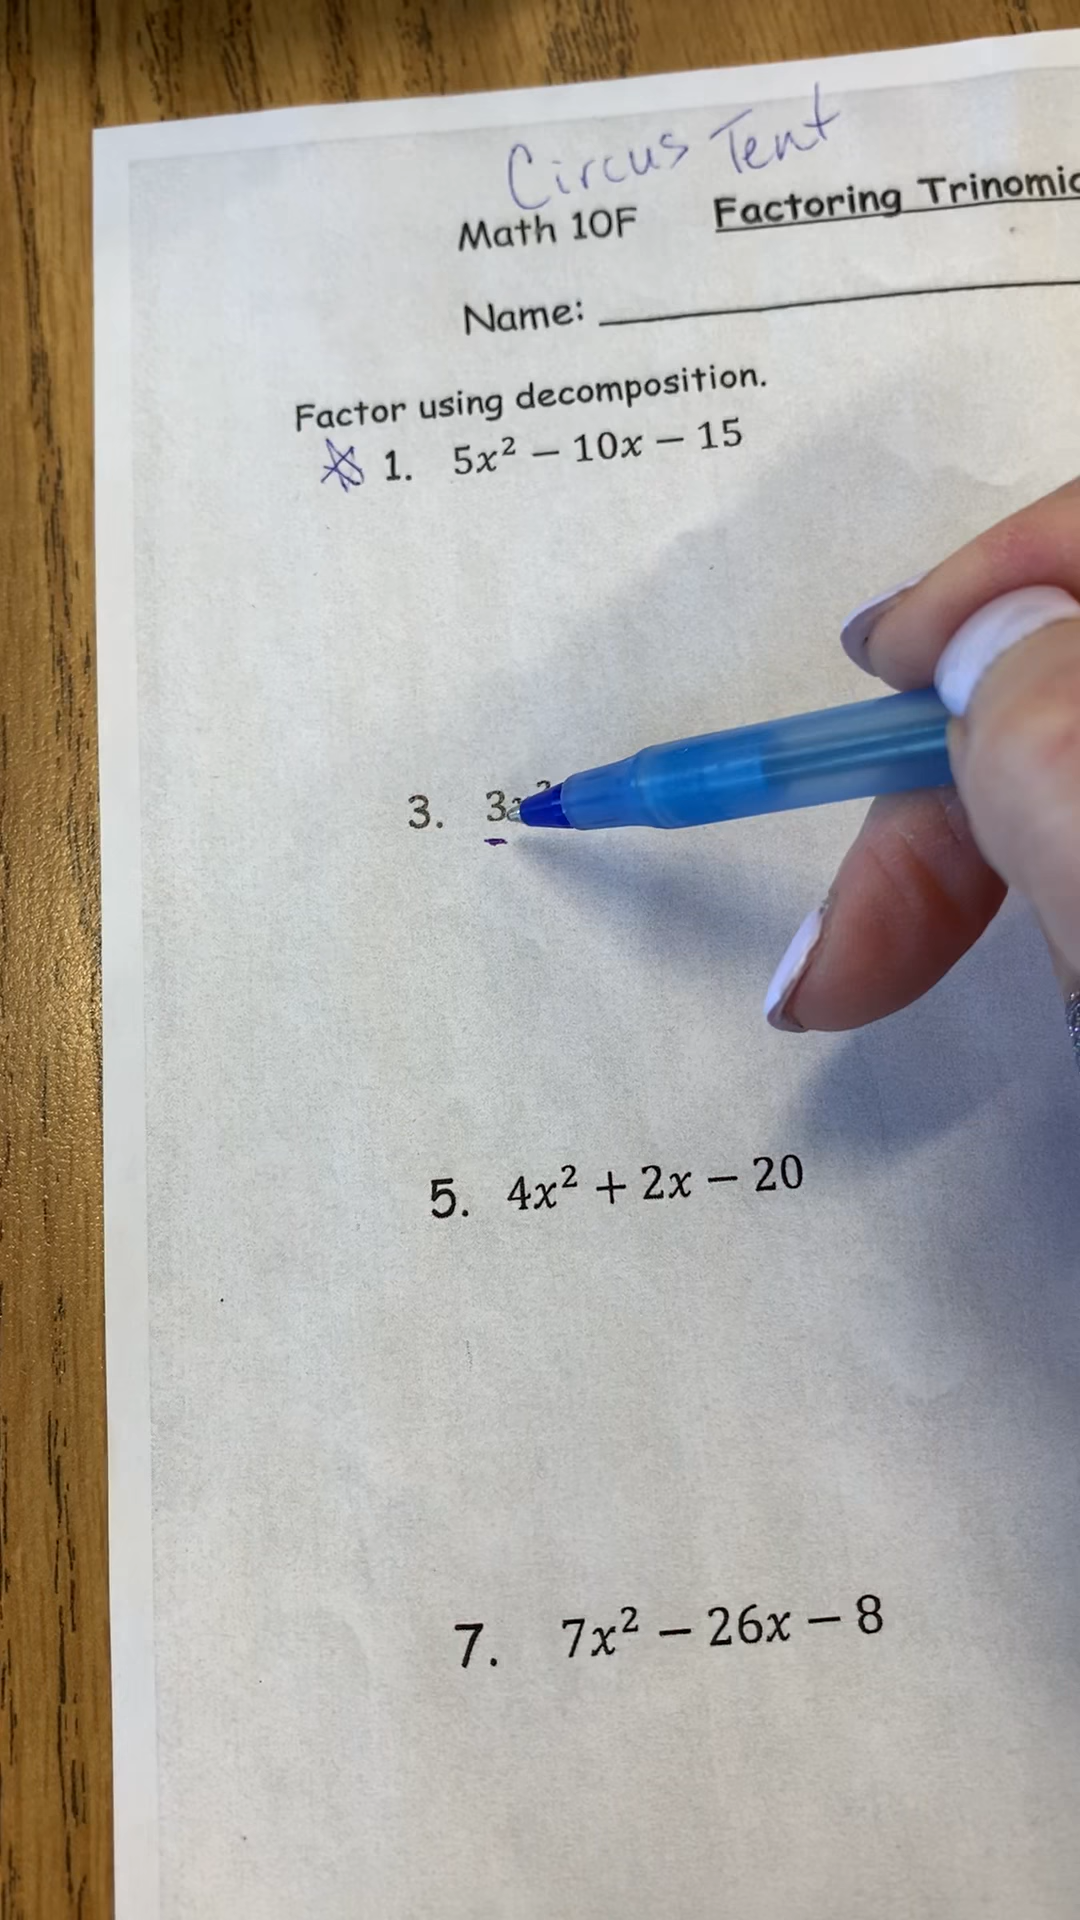 Circus Tent
Math 10F Factoring
Name:
Factor using decomposition.
1. 5x² – 10x – 15
3. 3
5. 4x² + 2x – 20
7. 7x² – 26x – 8